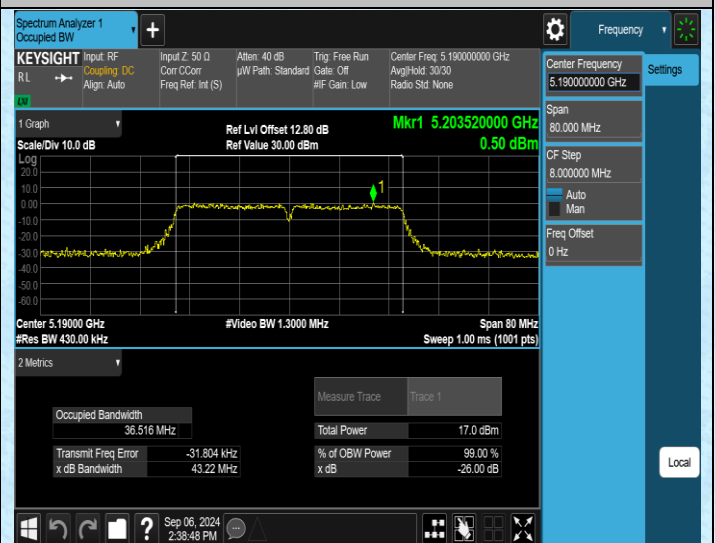 Spectrum Analyzer 1
Occupied BW
Frequency
KEYSIGHT
Input: RF
Coupling: DC
Align: Auto
Input Z: 50 Ω
Corr CCorr
Freq Ref: Int (S)
Atten: 40 dB
µW Path: Standard
Trig: Free Run
Gate: Off
#IF Gain: Low
Center Freq: 5.190000000 GHz
Avg|Hold: 30/30
Radio Std: None
R L
LM
Center Frequency
5.190000000 GHz
Settings
Span
80.000 MHz
CF Step
8.000000 MHz
Auto
Man
Freq Offset
0 Hz
1 Graph
Ref Lvl Offset 12.80 dB
Mkr1 5.203520000 GHz
Scale/Div 10.0 dB
Ref Value 30.00 dBm
0.50 dBm
Log
20.0
10.0
0.00
-10.0
-20.0
-30.0
-40.0
-50.0
-60.0
1
Center 5.19000 GHz
#Video BW 1.3000 MHz
Span 80 MHz
#Res BW 430.00 kHz
Sweep 1.00 ms (1001 pts)
2 Metrics
Measure Trace
Trace 1
Occupied Bandwidth
36.516 MHz
Total Power
17.0 dBm
Transmit Freq Error
-31.804 kHz
% of OBW Power
99.00 %
x dB Bandwidth
43.22 MHz
x dB
-26.00 dB
Local
?
Sep 06, 2024
2:38:48 PM